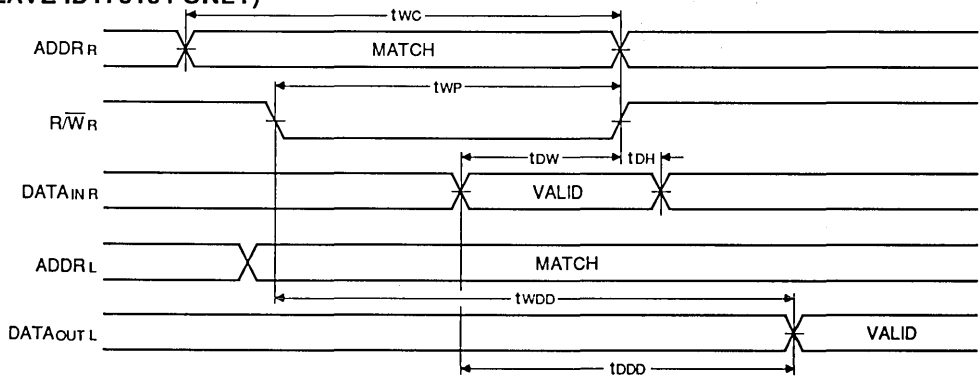 tWC
ADDR R
MATCH
tWP
R/W̅ R
tDW
tDH
DATAIN R
VALID
ADDR L
MATCH
tWDD
DATAOUT L
VALID
tDDD